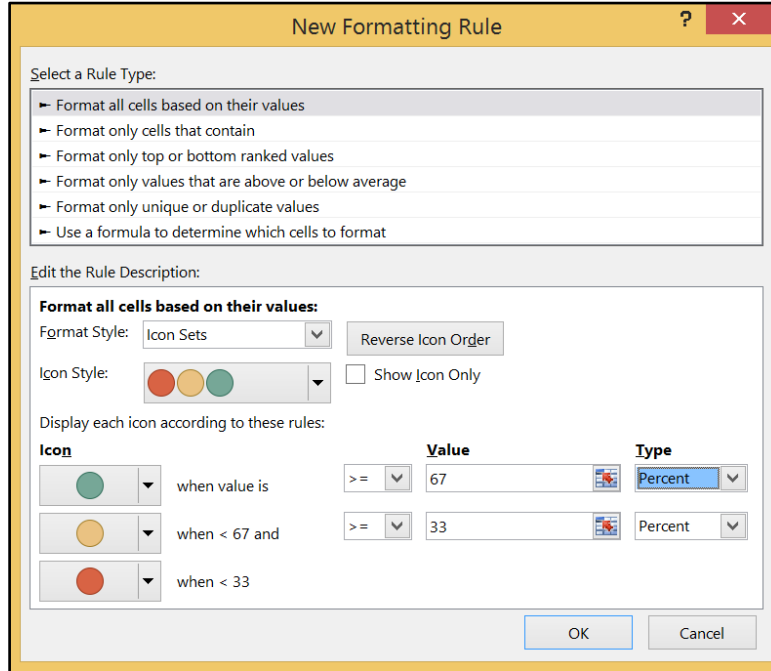 New Formatting Rule
?
Select a Rule Type:
► Format all cells based on their values
► Format only cells that contain
► Format only top or bottom ranked values
► Format only values that are above or below average
► Format only unique or duplicate values
► Use a formula to determine which cells to format
Edit the Rule Description:
Format all cells based on their values:
Format Style: Icon Sets Reverse Icon Order
Icon Style: Show Icon Only
Display each icon according to these rules:
Icon Value Type
when value is >= 67 Percent
when < 67 and >= 33 Percent
when < 33
OK Cancel